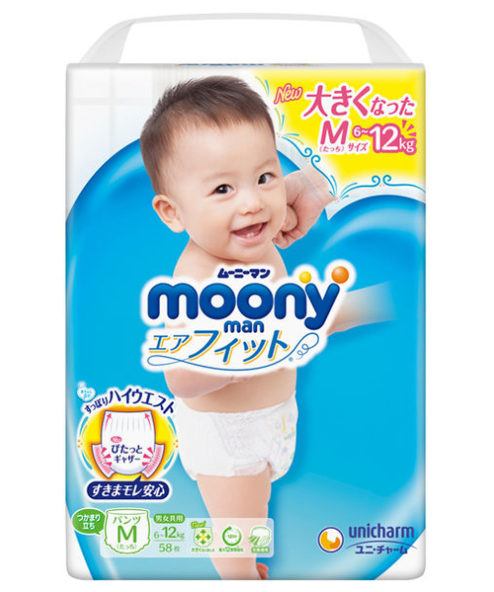 New 大きくなった
M 6~12kg
(たっち) サイズ
ムーニーマン
moony
man
エアフィット
すっぽりハイウエスト
ぴたっと
ギャザー
すきまモレ安心
つかまり
立ち
パンツ
M
(たっち)
男女共用
6~12kg
58枚
unicharm
ユニ・チャーム